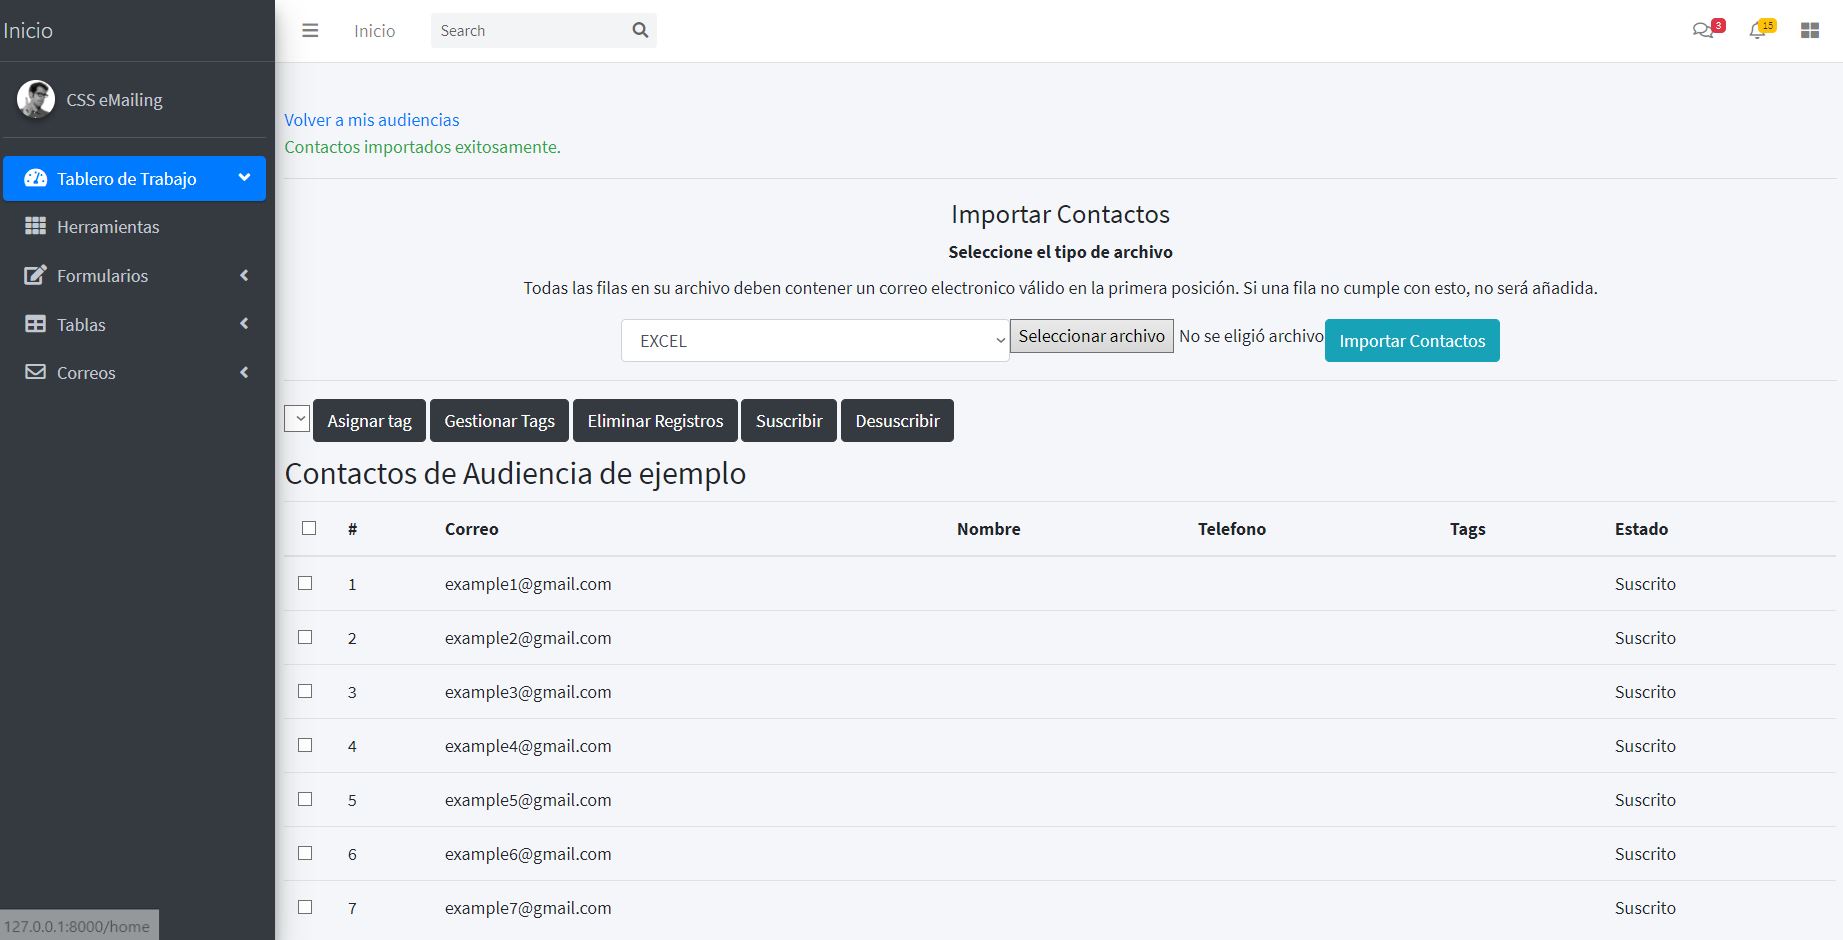 Inicio
CSS eMailing
Tablero de Trabajo
Herramientas
Formularios
Tablas
Correos
127.0.0.1:8000/home
Inicio
Search
3
15
Volver a mis audiencias
Contactos importados exitosamente.
Importar Contactos
Seleccione el tipo de archivo
Todas las filas en su archivo deben contener un correo electronico válido en la primera posición. Si una fila no cumple con esto, no será añadida.
EXCEL Seleccionar archivo No se eligió archivo Importar Contactos
Asignar tag Gestionar Tags Eliminar Registros Suscribir Desuscribir
Contactos de Audiencia de ejemplo
# Correo Nombre Telefono Tags Estado
1 example1@gmail.com Suscrito
2 example2@gmail.com Suscrito
3 example3@gmail.com Suscrito
4 example4@gmail.com Suscrito
5 example5@gmail.com Suscrito
6 example6@gmail.com Suscrito
7 example7@gmail.com Suscrito